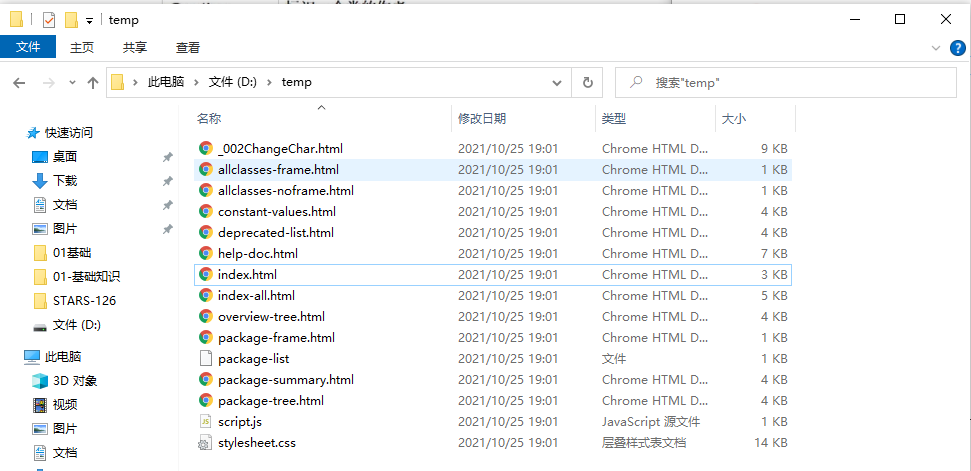 temp
文件 主页 共享 查看
此电脑 文件 (D:) temp 搜索"temp"
名称 修改日期 类型 大小
快速访问
桌面
下载
文档
图片
01基础
01-基础知识
STARS-126
文件 (D:)
此电脑
3D 对象
视频
图片
文档
_002ChangeChar.html 2021/10/25 19:01 Chrome HTML D... 9 KB
allclasses-frame.html 2021/10/25 19:01 Chrome HTML D... 1 KB
allclasses-noframe.html 2021/10/25 19:01 Chrome HTML D... 1 KB
constant-values.html 2021/10/25 19:01 Chrome HTML D... 4 KB
deprecated-list.html 2021/10/25 19:01 Chrome HTML D... 4 KB
help-doc.html 2021/10/25 19:01 Chrome HTML D... 7 KB
index.html 2021/10/25 19:01 Chrome HTML D... 3 KB
index-all.html 2021/10/25 19:01 Chrome HTML D... 5 KB
overview-tree.html 2021/10/25 19:01 Chrome HTML D... 4 KB
package-frame.html 2021/10/25 19:01 Chrome HTML D... 1 KB
package-list 2021/10/25 19:01 文件 1 KB
package-summary.html 2021/10/25 19:01 Chrome HTML D... 4 KB
package-tree.html 2021/10/25 19:01 Chrome HTML D... 4 KB
script.js 2021/10/25 19:01 JavaScript 源文件 1 KB
stylesheet.css 2021/10/25 19:01 层叠样式表文档 14 KB